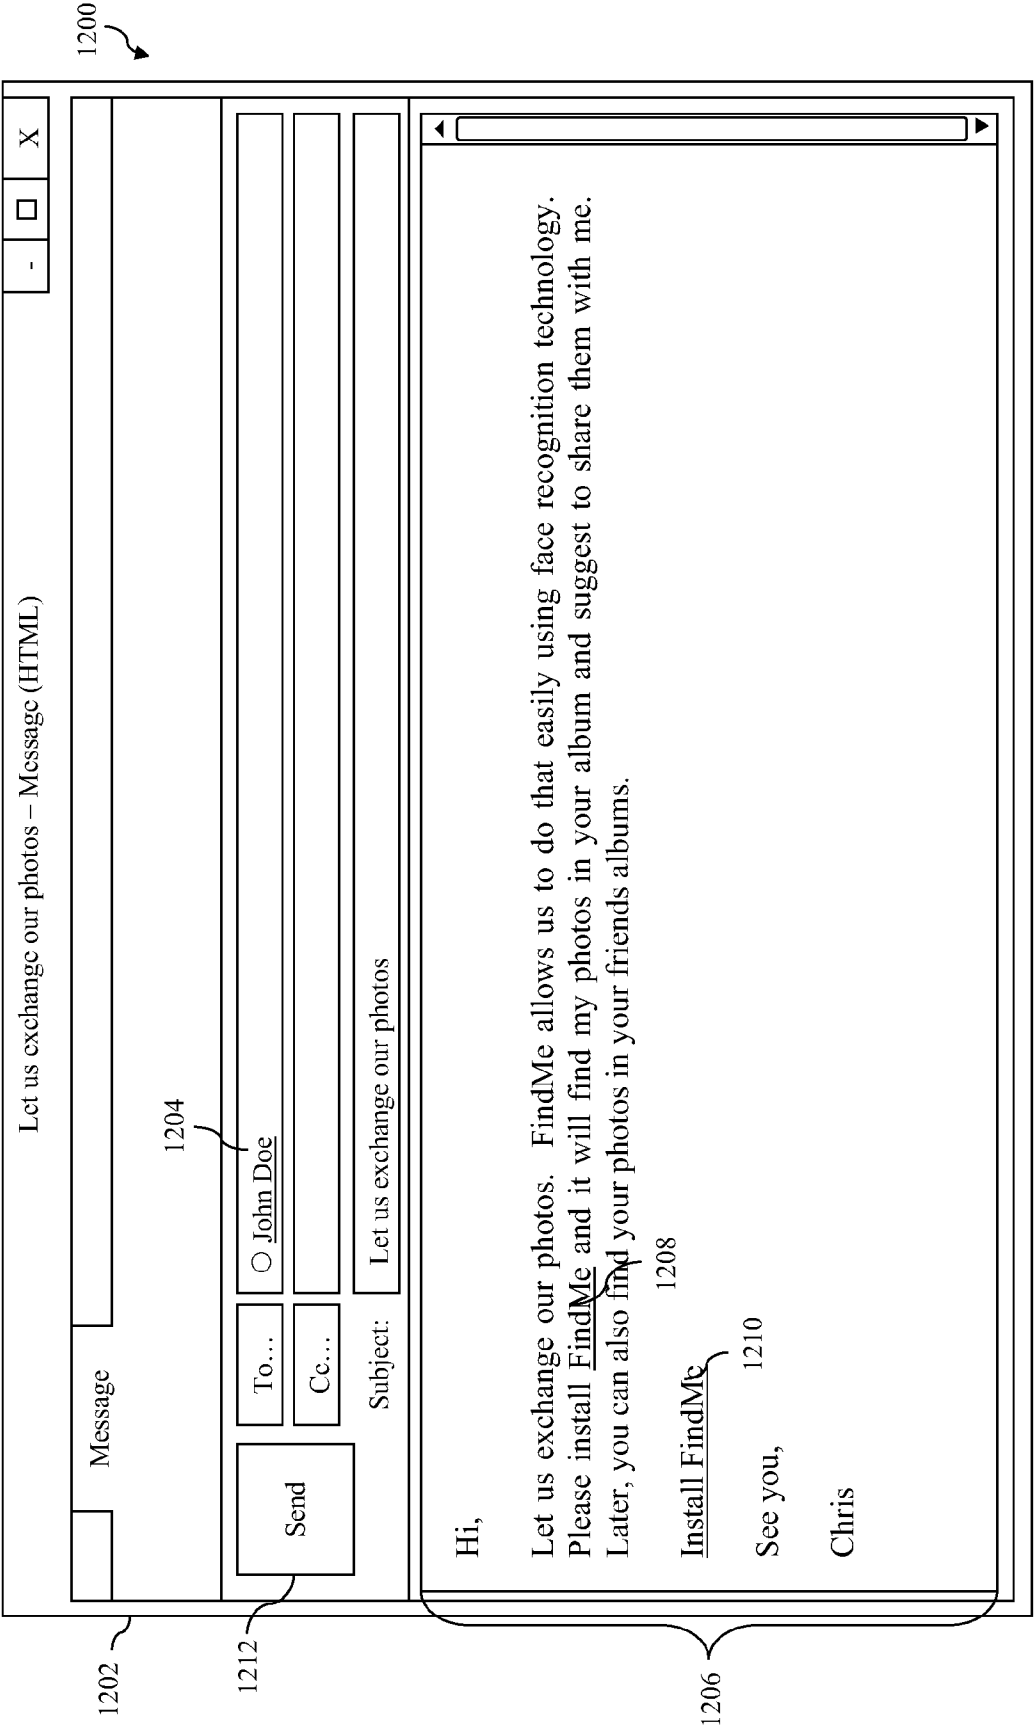 1200
Let us exchange our photos – Message (HTML)
- □ X
Message
1202
1204
1212
Send
To...
○ John Doe
Cc...
Subject:
Let us exchange our photos
Hi,
Let us exchange our photos. FindMe allows us to do that easily using face recognition technology.
Please install FindMe and it will find my photos in your album and suggest to share them with me.
Later, you can also find your photos in your friends albums.
1208
Install FindMe
1210
See you,
Chris
1206